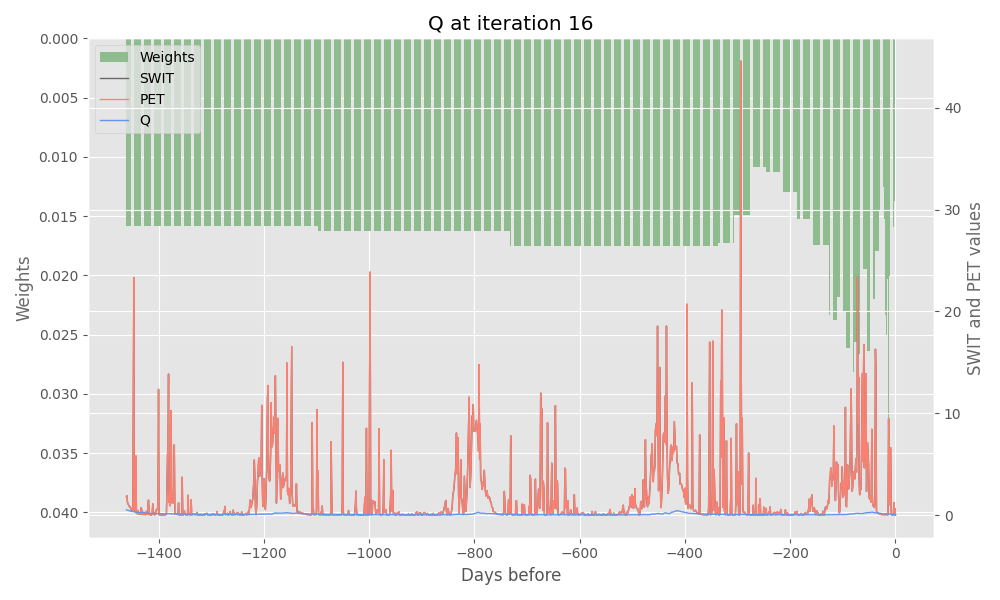 Q at iteration 16
Weights
SWIT
PET
Q
0.000
0.005
0.010
0.015
0.020
0.025
0.030
0.035
0.040
Weights
40
30
20
10
0
SWIT and PET values
−1400
−1200
−1000
−800
−600
−400
−200
0
Days before